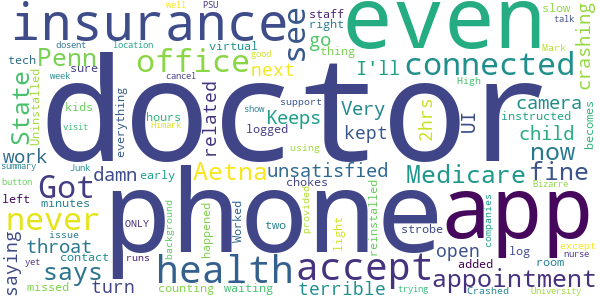 insurance
even
doctor
phone
app
health
accept
office
see
Penn
State
go
next
I'll
connected
crashing
slow
Mark
talk
well
PSU
staff
right
thing
virtual
location
dosent
week
tech
sure
good
cancel
Uninstalled
kids
visit
everything
Himark
hours
related
logged
show
support
using
Keeps
kept
Very
2hrs
UI
High
camera
instructed
child
becomes
summary
Junk
work
damn
early
Got
Aetna
unsatisfied
Medicare
now
fine
button
left
minutes
never
chokes
ONLY
background
happened
Worked
two
provided
light
strobe
reinstalled
open
log
companies
Bizarre
except
nurse
room
appointment
added
saying
throat
issue
says
contact
yet
runs
missed
turn
counting
waiting
terrible
trying
Crashed
University